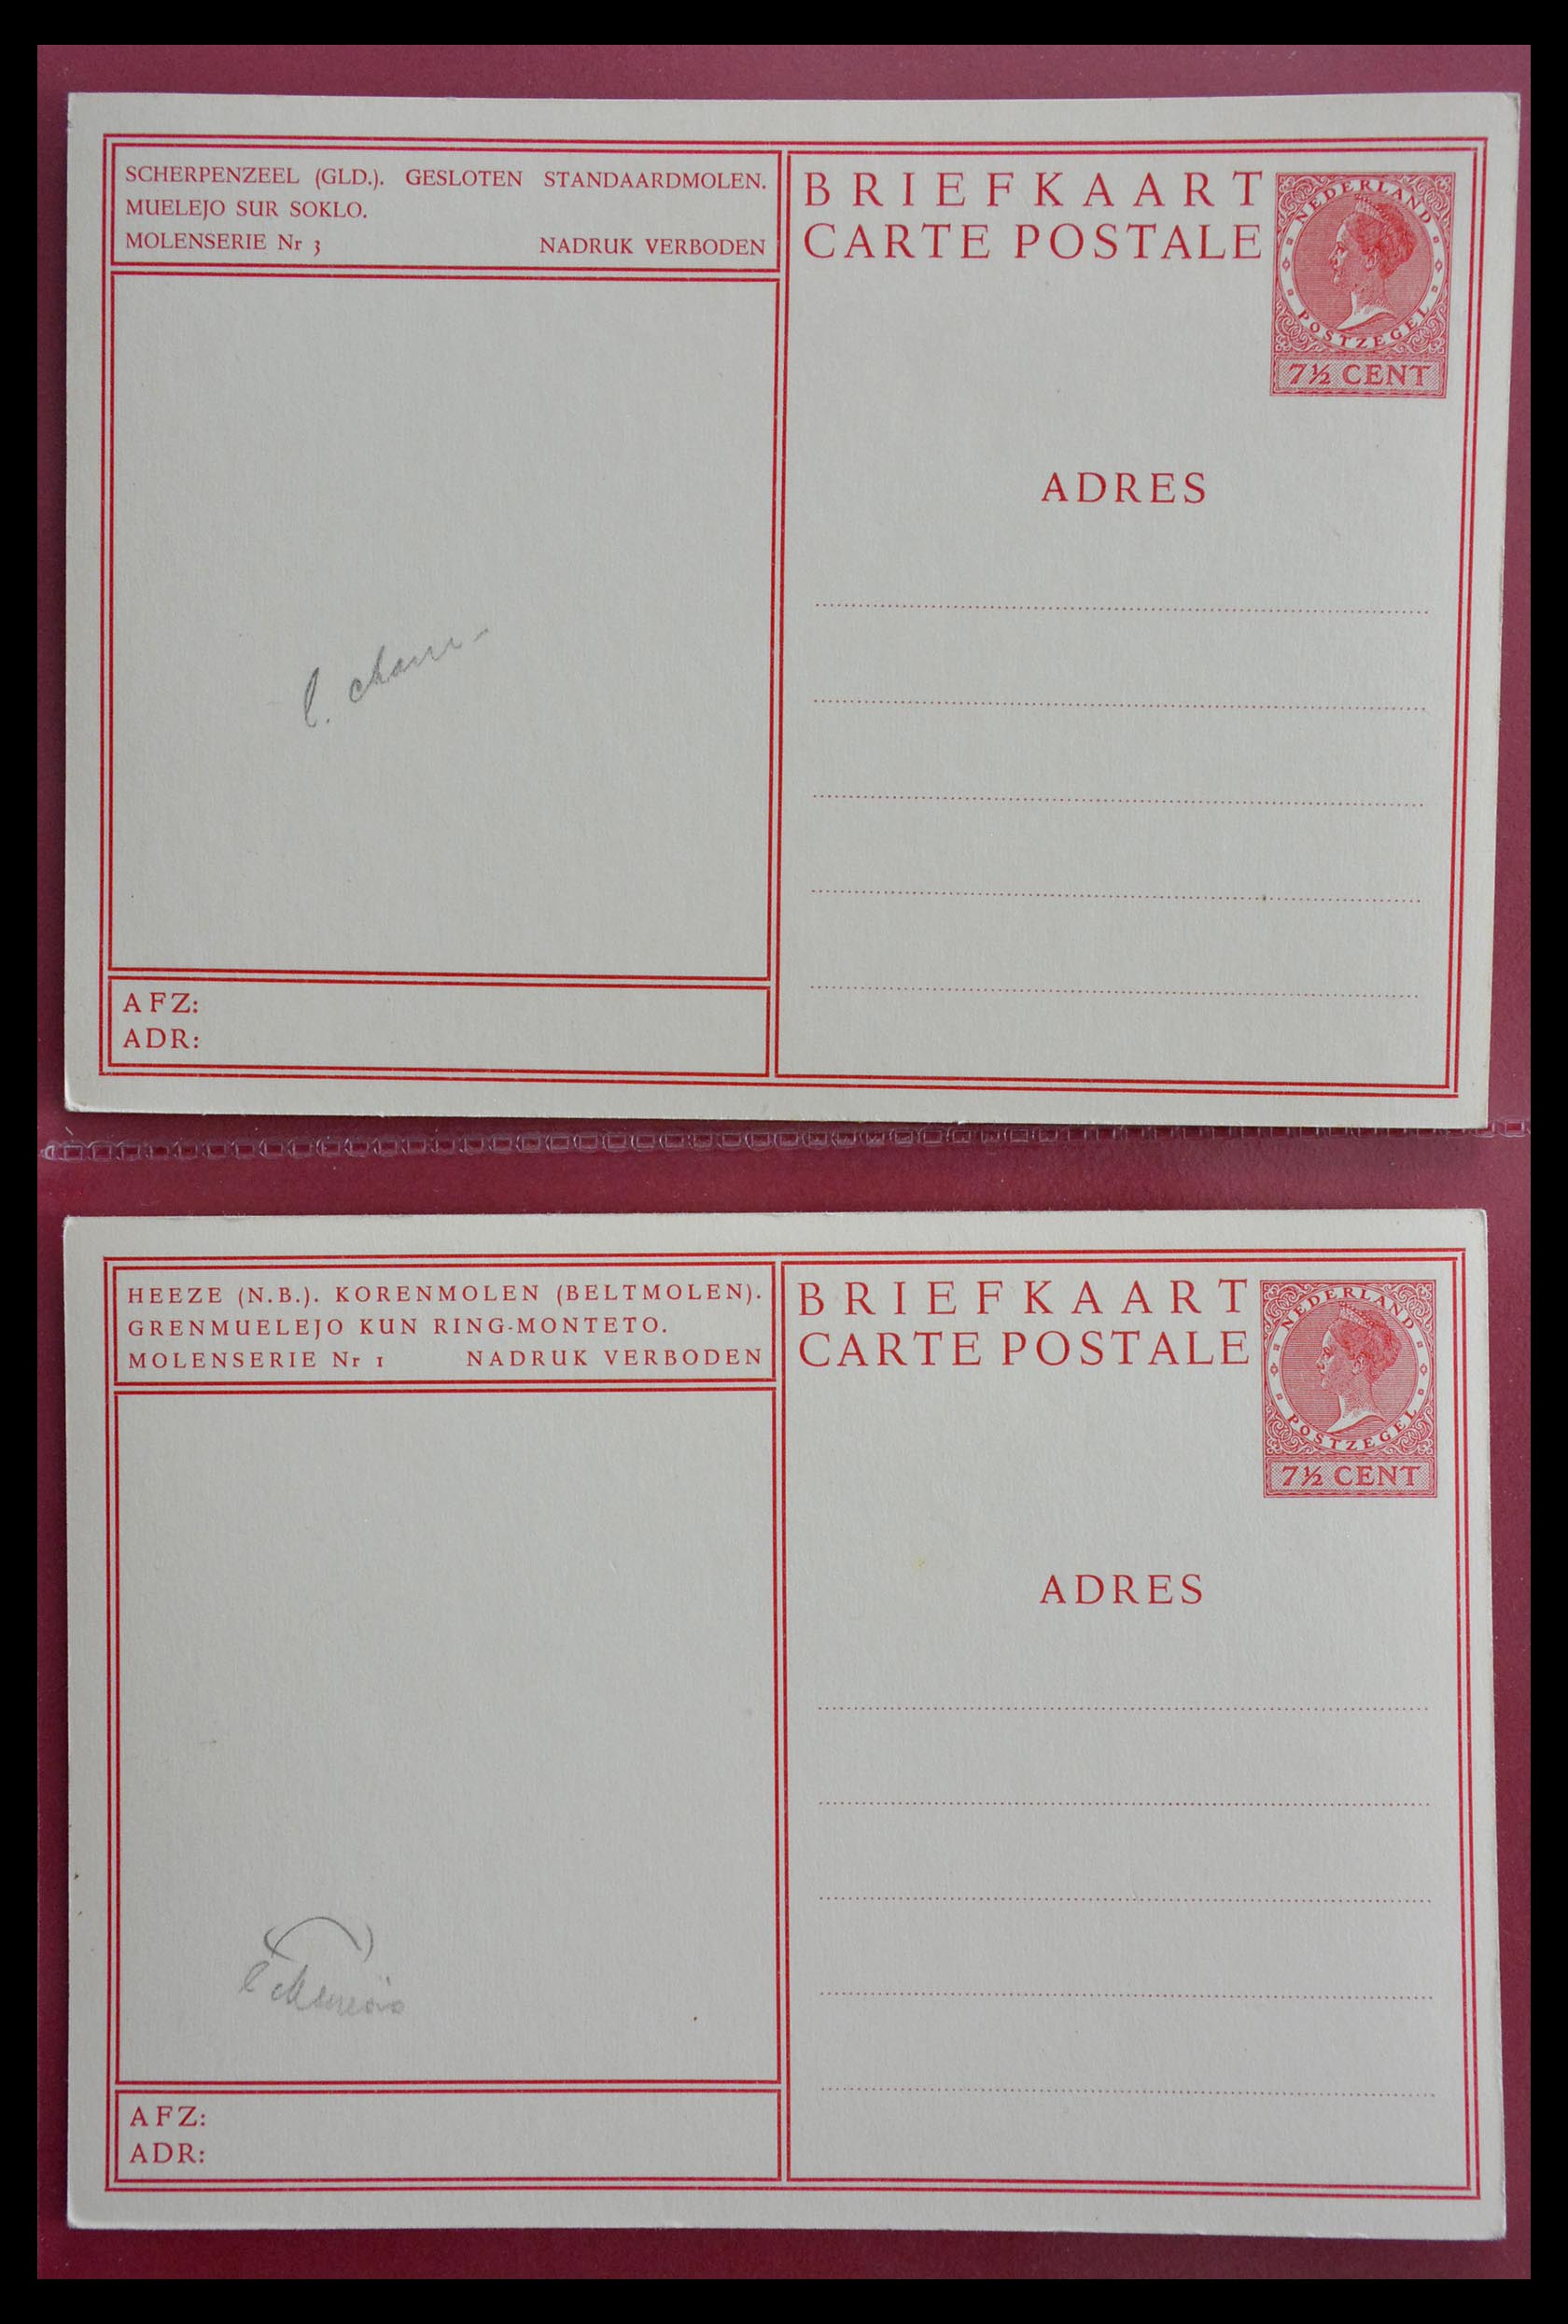 SCHERPENZEEL (GLD.). GESLOTEN STANDAARDMOLEN.
MUELEJO SUR SOKLO.
MOLENSERIE Nr 3 NADRUK VERBODEN
BRIEFKAART
CARTE POSTALE
NEDERLAND
POSTZEGEL
7½ CENT
ADRES
AFZ:
ADR:
HEEZE (N.B.). KORENMOLEN (BELTMOLEN).
GRENMUELEJO KUN RING-MONTETO.
MOLENSERIE Nr 1 NADRUK VERBODEN
BRIEFKAART
CARTE POSTALE
NEDERLAND
POSTZEGEL
7½ CENT
ADRES
AFZ:
ADR: